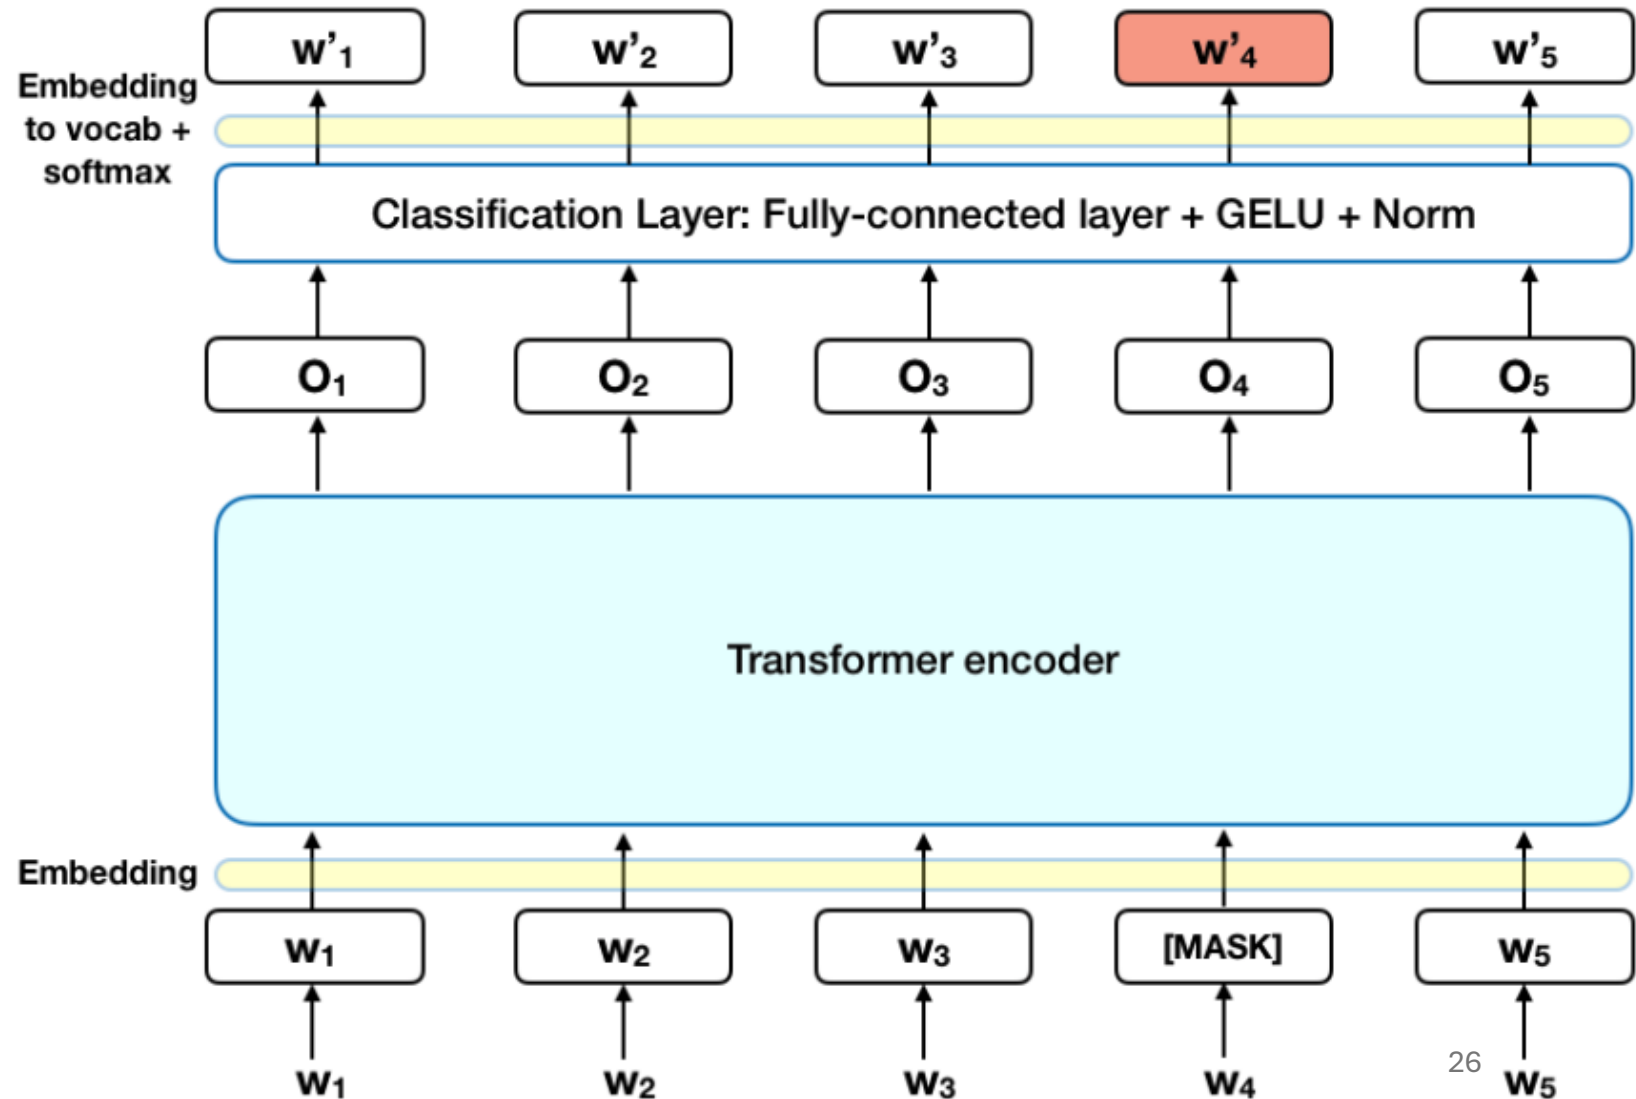 w'1 w'2 w'3 w'4 w'5
Embedding
to vocab +
softmax
Classification Layer: Fully-connected layer + GELU + Norm
O1 O2 O3 O4 O5
Transformer encoder
Embedding
w1 w2 w3 [MASK] w5
26
w1 w2 w3 w4 w5